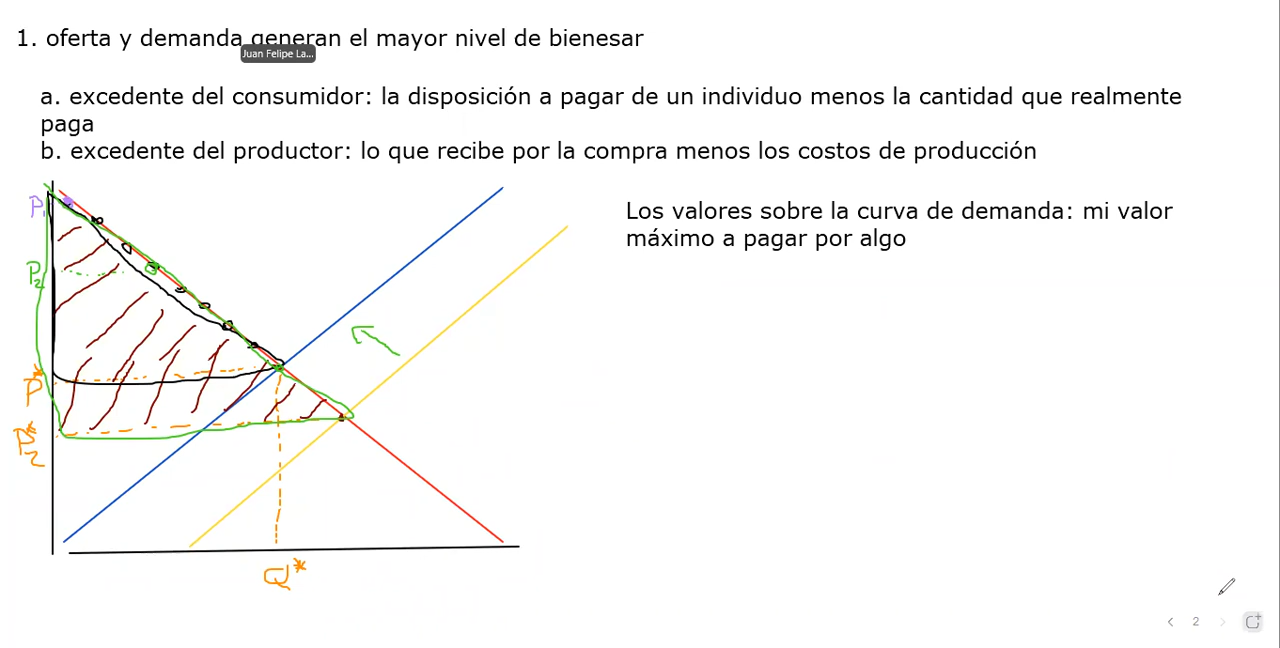 1. oferta y demanda generan el mayor nivel de bienesar
Juan Felipe La...
a. excedente del consumidor: la disposición a pagar de un individuo menos la cantidad que realmente
paga
b. excedente del productor: lo que recibe por la compra menos los costos de producción
Los valores sobre la curva de demanda: mi valor
máximo a pagar por algo
P1
P2
P*
P*2
Q*
2